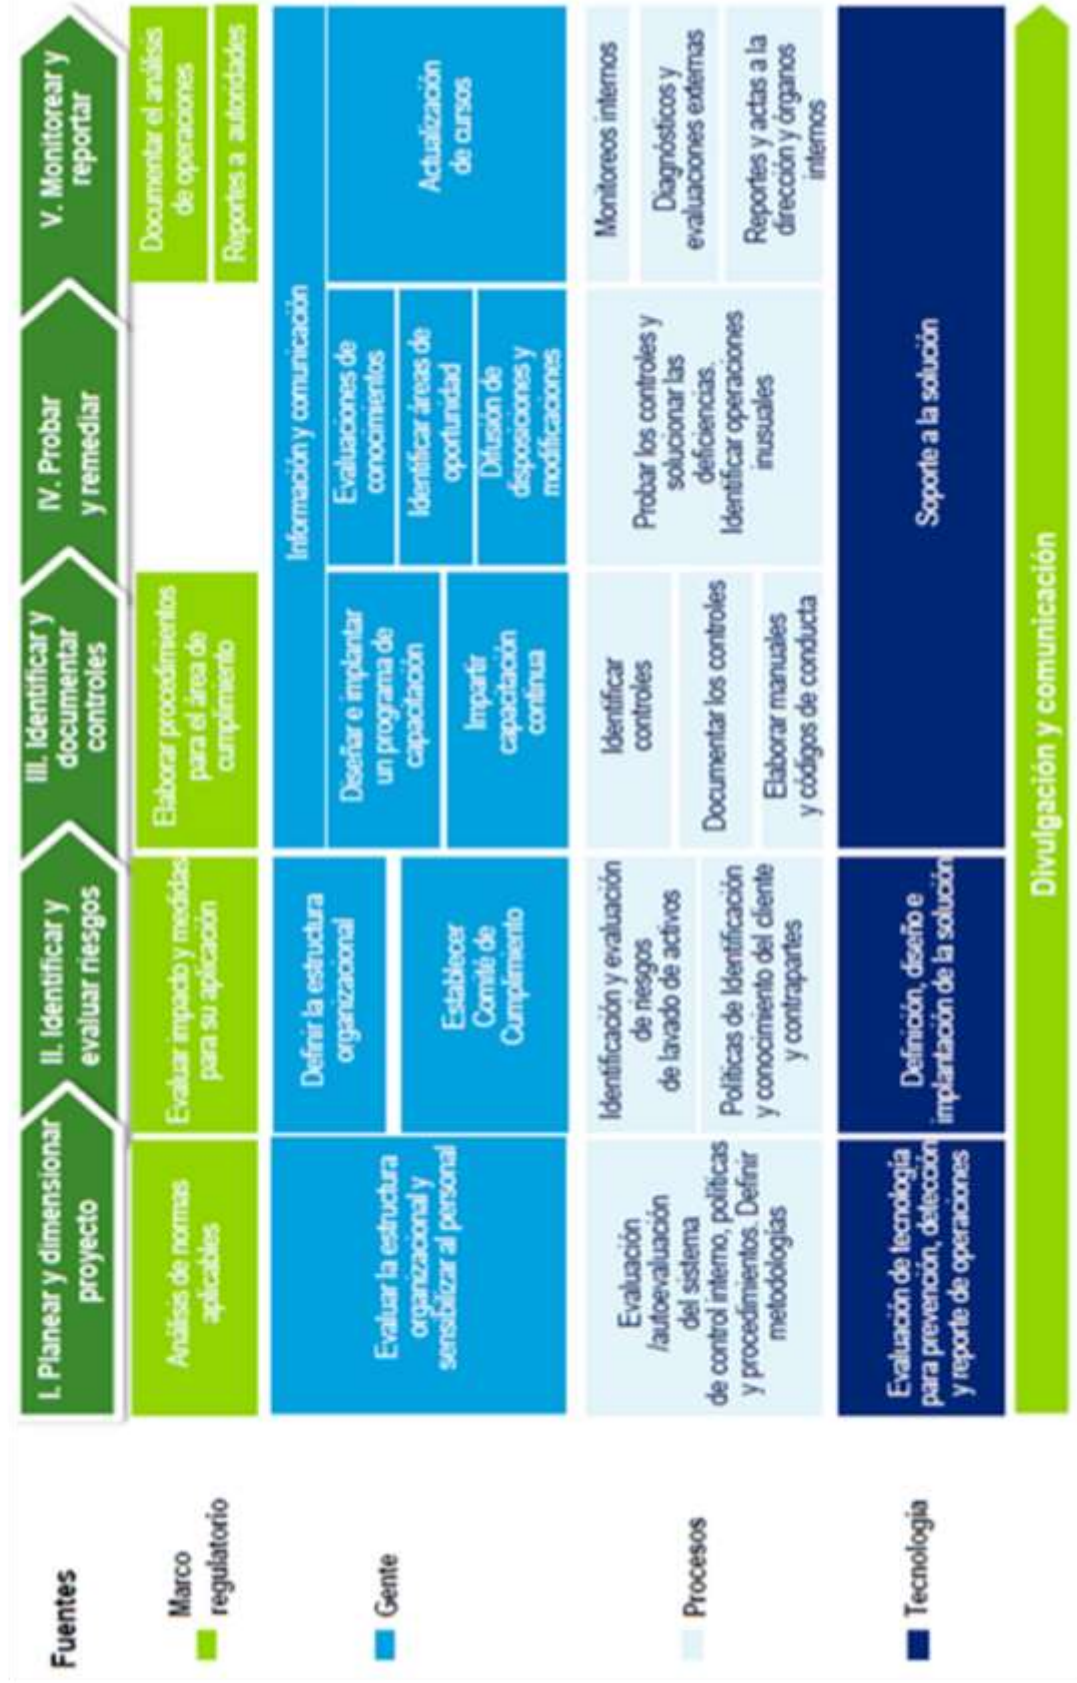 Fuentes
I. Planear y dimensionar
proyecto
II. Identificar y
evaluar riesgos
III. Identificar y
documentar
controles
IV. Probar
y remediar
V. Monitorear y
reportar
Marco
regulatorio
Análisis de normas
aplicables
Evaluar impacto y medidas
para su aplicación
Elaborar procedimientos
para el área de
cumplimiento
Documentar el análisis
de operaciones
Reportes a autoridades
Gente
Evaluar la estructura
organizacional y
sensibilizar al personal
Definir la estructura
organizacional
Establecer
Comité de
Cumplimiento
Información y comunicación
Diseñar e implantar
un programa de
capacitación
Impartir
capacitación
continua
Evaluaciones de
conocimientos
Identificar áreas de
oportunidad
Difusión de
disposiciones y
modificaciones
Actualización
de cursos
Procesos
Evaluación
/autoevaluación
del sistema
de control interno, políticas
y procedimientos. Definir
metodologías
Identificación y evaluación
de riesgos
de lavado de activos
Políticas de Identificación
y conocimiento del cliente
y contrapartes
Identificar
controles
Documentar los controles
Elaborar manuales
y códigos de conducta
Probar los controles y
solucionar las
deficiencias.
Identificar operaciones
inusuales
Monitoreos internos
Diagnósticos y
evaluaciones externas
Reportes y actas a la
dirección y órganos
internos
Tecnología
Evaluación de tecnología
para prevención, detección
y reporte de operaciones
Definición, diseño e
implantación de la solución
Soporte a la solución
Divulgación y comunicación